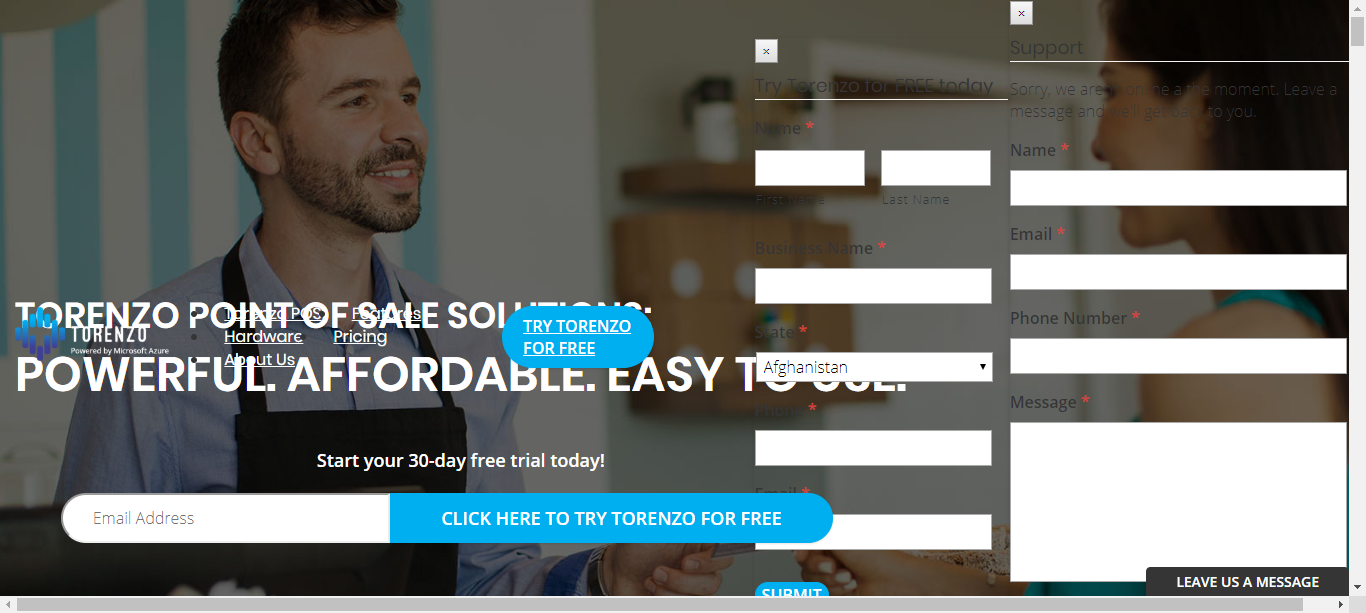 TORENZO POINT OF SALE SOLUTIONS:
POWERFUL. AFFORDABLE. EASY TO USE.
TORENZO
Powered by Microsoft Azure
Torenzo POS
Features
Hardware
Pricing
About Us
TRY TORENZO
FOR FREE
Start your 30-day free trial today!
Email Address
CLICK HERE TO TRY TORENZO FOR FREE
×
Try Torenzo for FREE today
Name *
First Name
Last Name
Business Name *
State *
Afghanistan
Phone *
Email *
SUBMIT
×
Support
Sorry, we are moment. Leave a
message and we'll get back to you.
Name *
Email *
Phone Number *
Message *
LEAVE US A MESSAGE